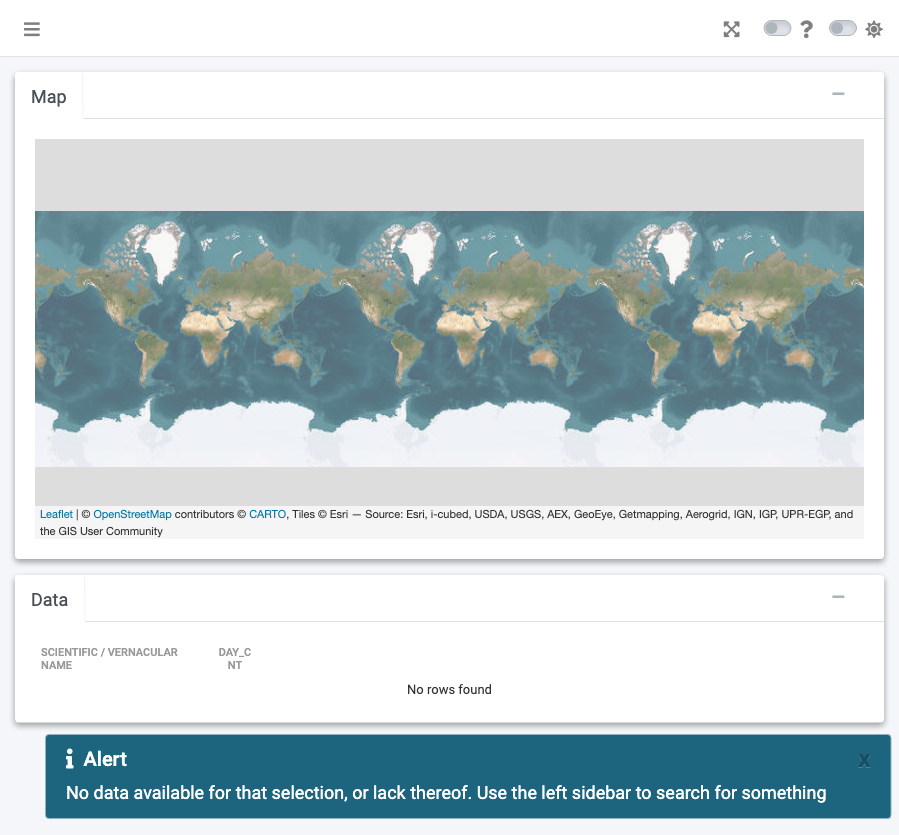 ?
Map
Leaflet | © OpenStreetMap contributors © CARTO, Tiles © Esri — Source: Esri, i-cubed, USDA, USGS, AEX, GeoEye, Getmapping, Aerogrid, IGN, IGP, UPR-EGP, and
the GIS User Community
Data
SCIENTIFIC / VERNACULAR DAY_C
NAME NT
No rows found
i Alert x
No data available for that selection, or lack thereof. Use the left sidebar to search for something